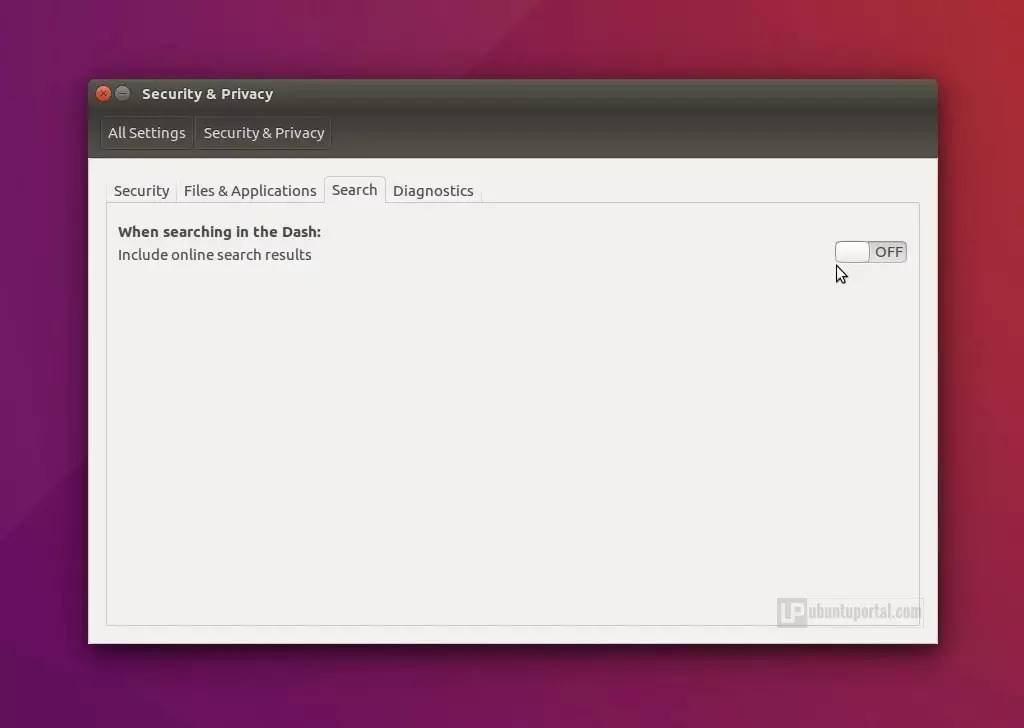 Security & Privacy
All Settings Security & Privacy
Security Files & Applications Search Diagnostics
When searching in the Dash:
Include online search results OFF
UP ubuntuportal.com